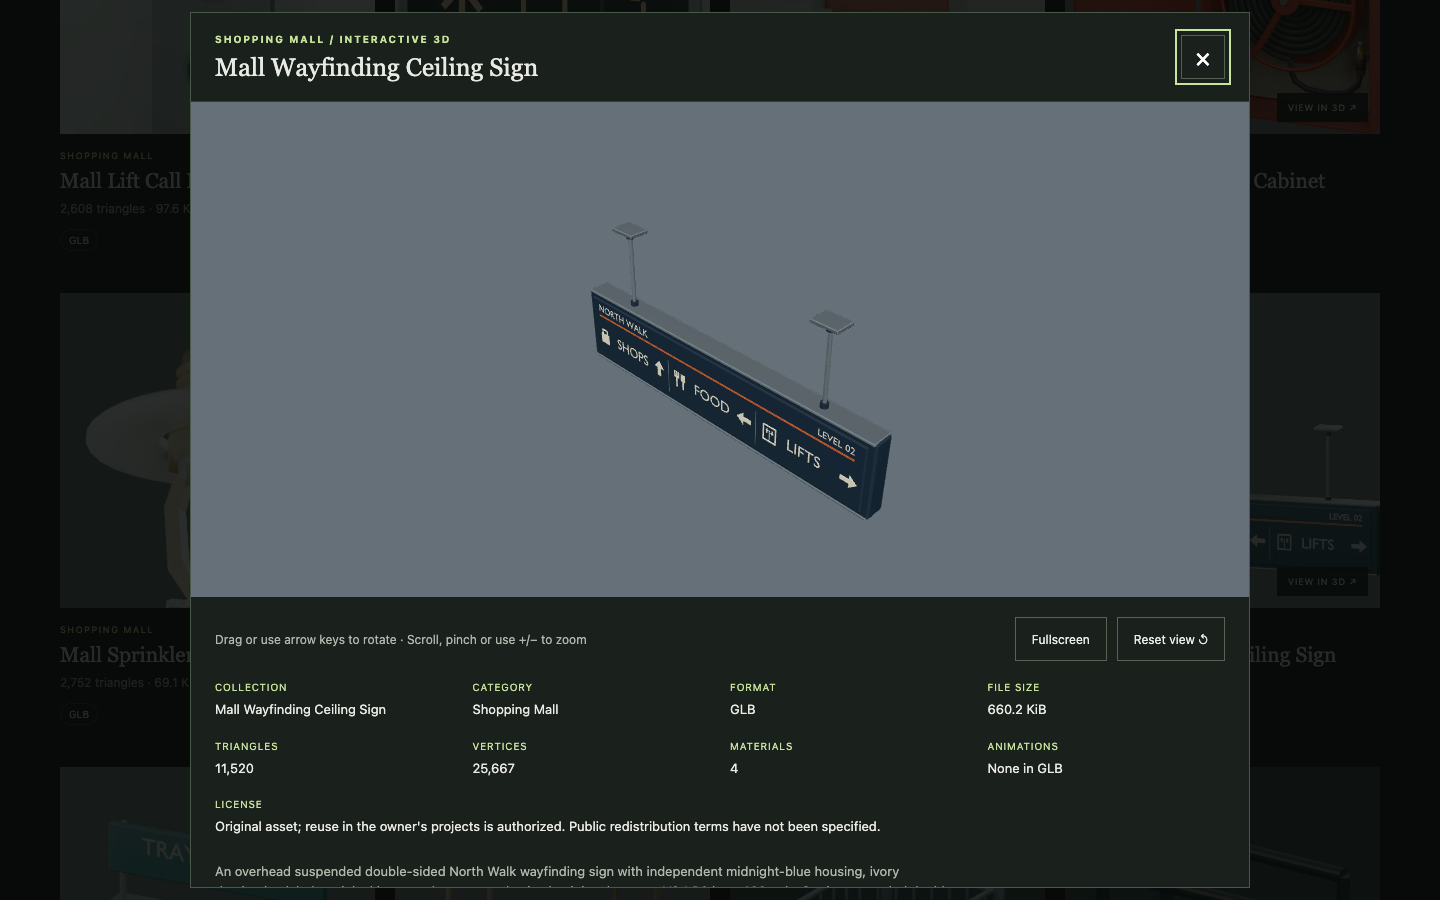 SHOPPING MALL / INTERACTIVE 3D
Mall Wayfinding Ceiling Sign
×
VIEW IN 3D ↗
SHOPPING MALL
Mall Lift Call
2,608 triangles · 97.6 K
GLB
Cabinet
NORTH WALK
SHOPS
FOOD
LIFTS
LEVEL 02
LEVEL 02
LIFTS
VIEW IN 3D ↗
SHOPPING MALL
Mall Sprinkler
2,752 triangles · 69.1 K
GLB
iling Sign
Drag or use arrow keys to rotate · Scroll, pinch or use +/− to zoom
Fullscreen
Reset view ↺
COLLECTION
Mall Wayfinding Ceiling Sign
CATEGORY
Shopping Mall
FORMAT
GLB
FILE SIZE
660.2 KiB
TRIANGLES
11,520
VERTICES
25,667
MATERIALS
4
ANIMATIONS
None in GLB
LICENSE
Original asset; reuse in the owner's projects is authorized. Public redistribution terms have not been specified.
An overhead suspended double-sided North Walk wayfinding sign with independent midnight-blue housing, ivory
TRAY